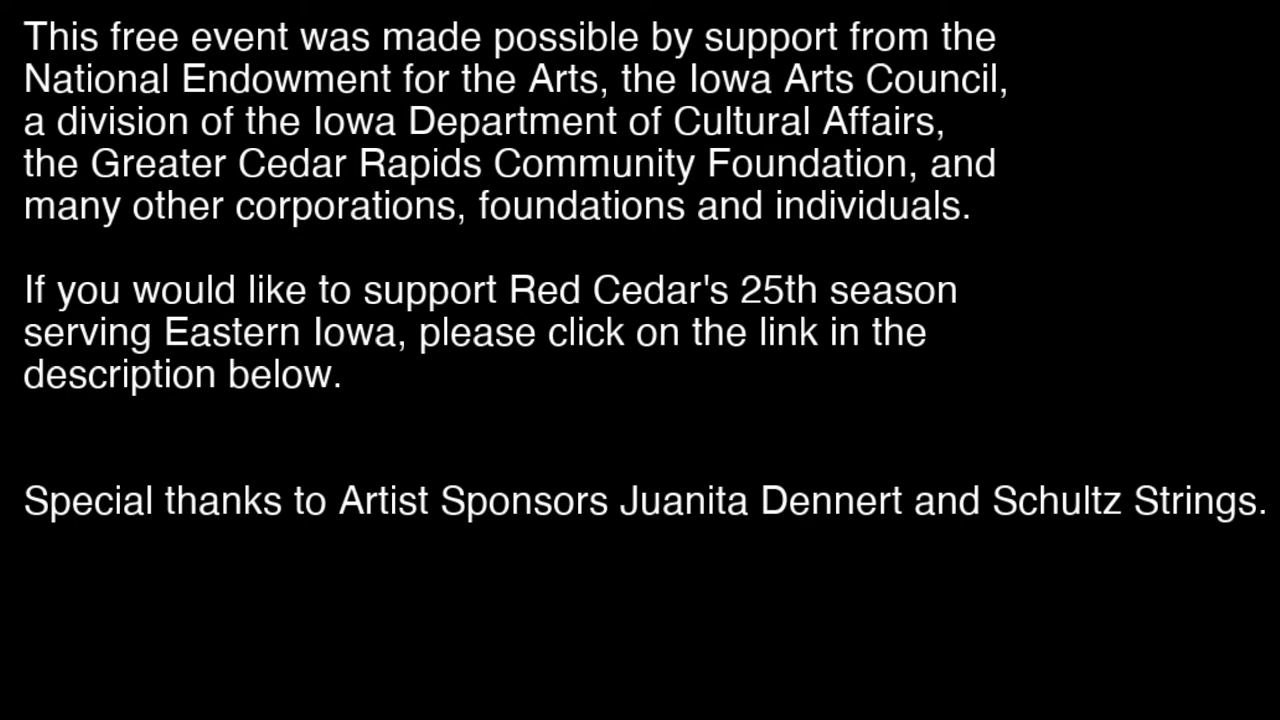 This free event was made possible by support from the
National Endowment for the Arts, the Iowa Arts Council,
a division of the Iowa Department of Cultural Affairs,
the Greater Cedar Rapids Community Foundation, and
many other corporations, foundations and individuals.
If you would like to support Red Cedar's 25th season
serving Eastern Iowa, please click on the link in the
description below.
Special thanks to Artist Sponsors Juanita Dennert and Schultz Strings.